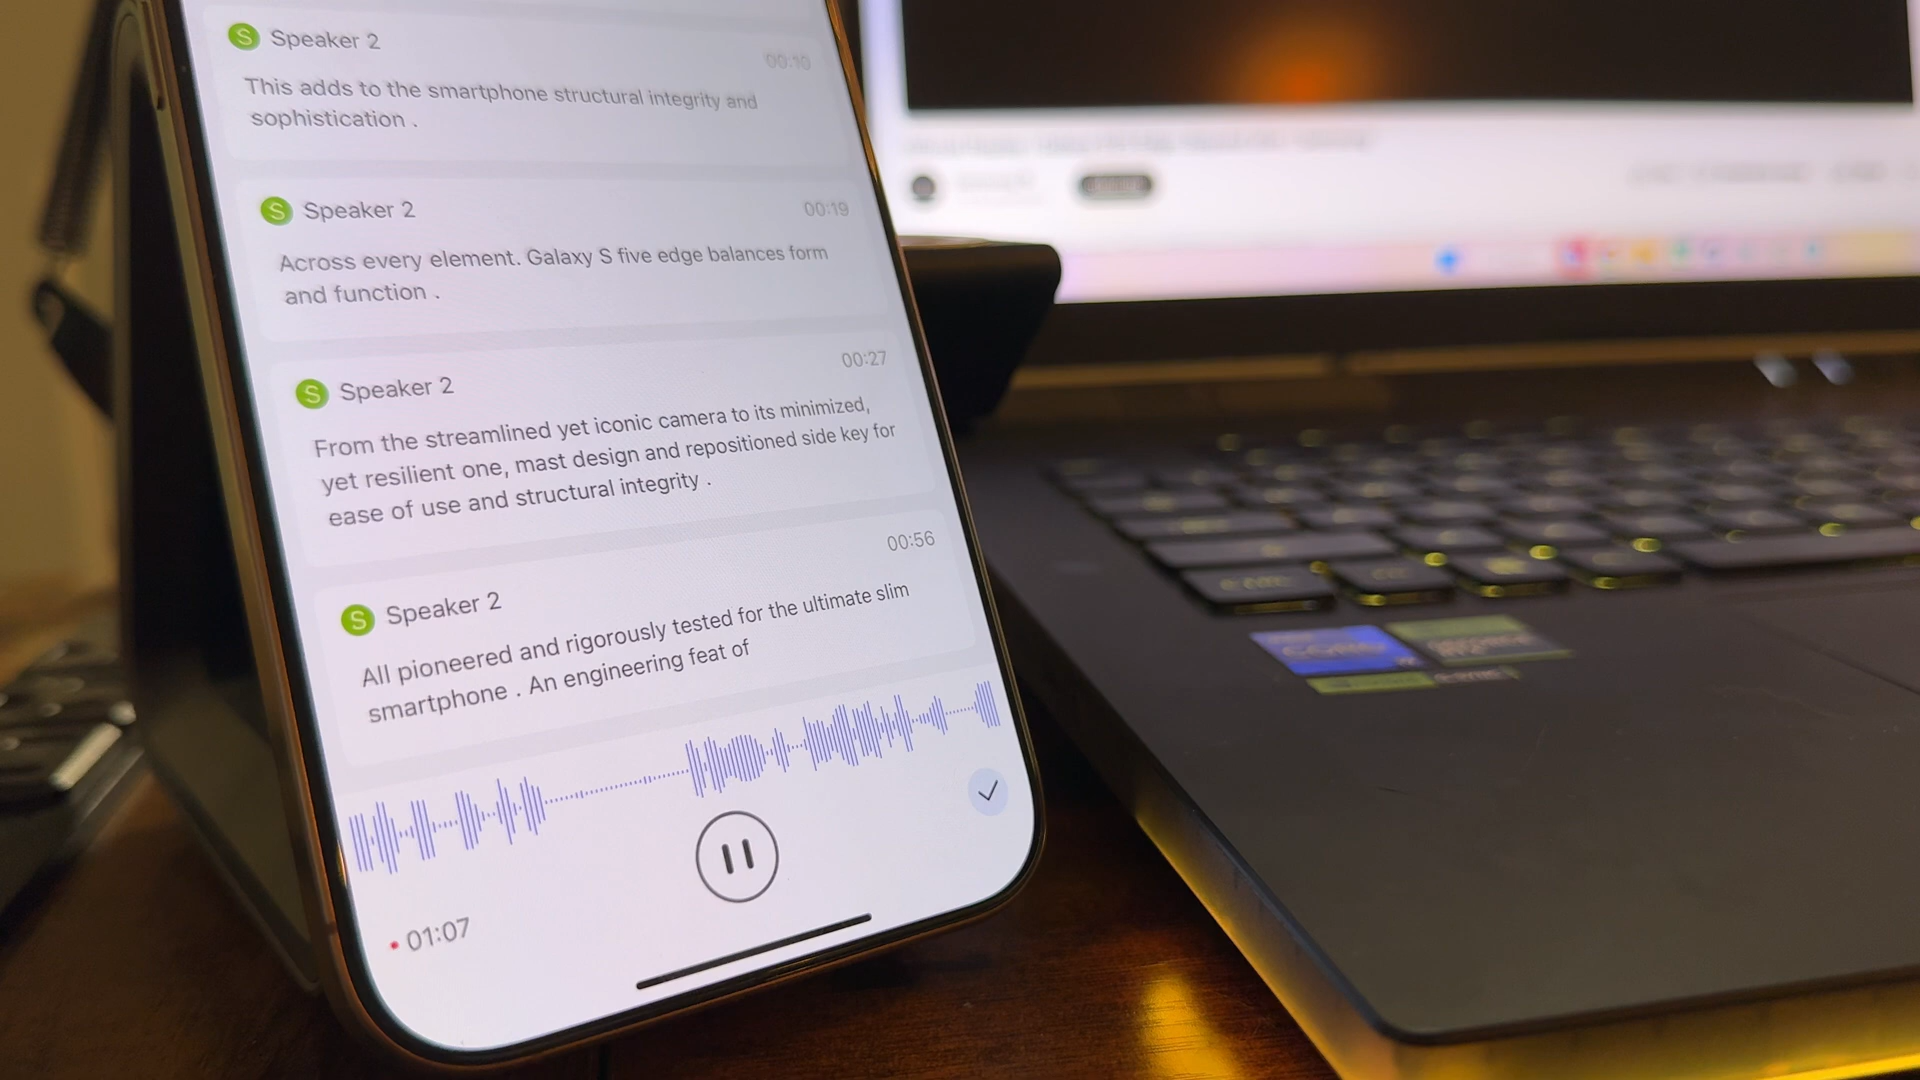 S Speaker 2
00:10
This adds to the smartphone structural integrity and
sophistication .
S Speaker 2
00:19
Across every element. Galaxy S five edge balances form
and function .
S Speaker 2
00:27
From the streamlined yet iconic camera to its minimized,
yet resilient one, mast design and repositioned side key for
ease of use and structural integrity .
S Speaker 2
00:56
All pioneered and rigorously tested for the ultimate slim
smartphone . An engineering feat of
01:07
CORE